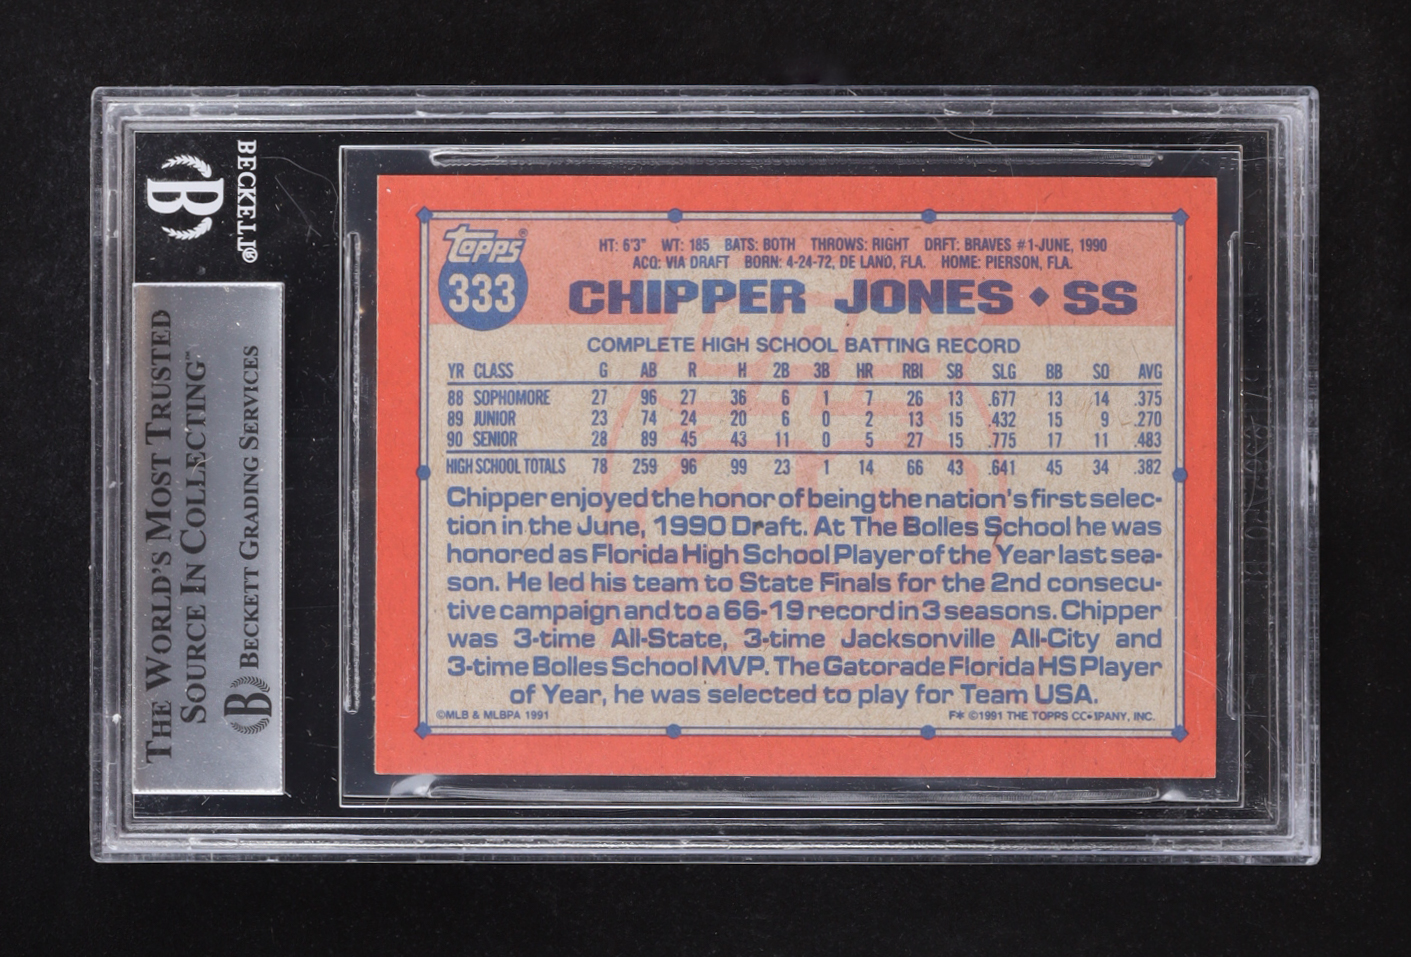 BECKETT®
B
THE WORLD'S MOST TRUSTED
SOURCE IN COLLECTING™
B BECKETT GRADING SERVICES
TOPPS®
333
HT: 6'3" WT: 185 BATS: BOTH THROWS: RIGHT DRFT: BRAVES #1-JUNE, 1990
ACQ: VIA DRAFT BORN: 4-24-72, DE LAND, FLA. HOME: PIERSON, FLA.
CHIPPER JONES ◆ SS
COMPLETE HIGH SCHOOL BATTING RECORD
YR CLASS G AB R H 2B 3B HR RBI SB SLG BB SO AVG
88 SOPHOMORE 27 96 27 36 6 1 7 26 13 .677 13 14 .375
89 JUNIOR 23 74 24 20 6 0 2 13 15 .432 15 9 .270
90 SENIOR 28 89 45 43 11 0 5 27 15 .775 17 11 .483
HIGH SCHOOL TOTALS 78 259 96 99 23 1 14 66 43 .641 45 34 .382
Chipper enjoyed the honor of being the nation's first selec-
tion in the June, 1990 Draft. At The Bolles School he was
honored as Florida High School Player of the Year last sea-
son. He led his team to State Finals for the 2nd consecu-
tive campaign and to a 66-19 record in 3 seasons. Chipper
was 3-time All-State, 3-time Jacksonville All-City and
3-time Bolles School MVP. The Gatorade Florida HS Player
of Year, he was selected to play for Team USA.
©MLB & MLBPA 1991
F* ©1991 THE TOPPS COMPANY, INC.